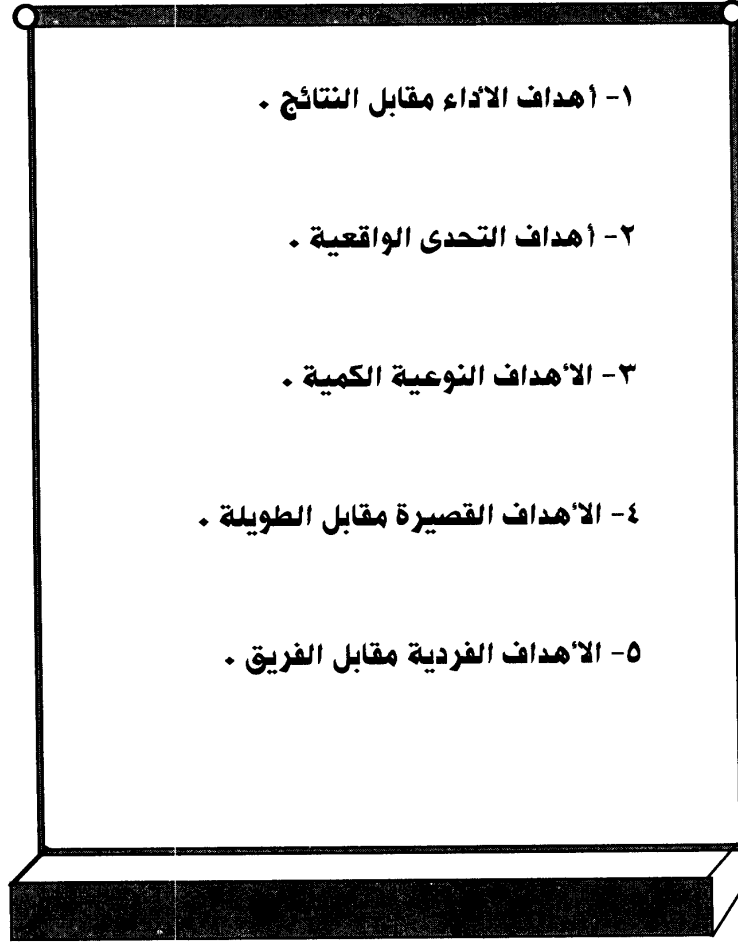 ١- أهداف الأداء مقابل النتائج .
٢- أهداف التحدى الواقعية .
٣- الأهداف النوعية الكمية .
٤- الأهداف القصيرة مقابل الطويلة .
٥- الأهداف الفردية مقابل الفريق .